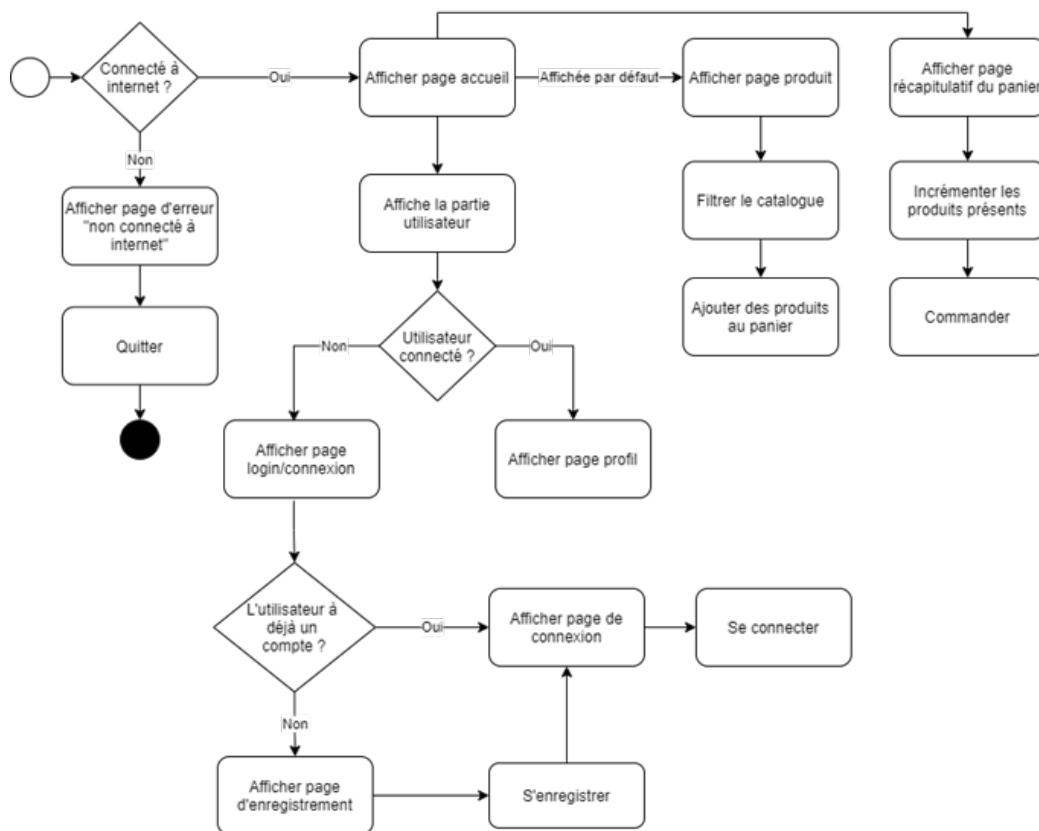 Connecté à
internet ?
Oui
Afficher page accueil
Affichée par défaut
Afficher page produit
Afficher page
récapitulatif du panier
Non
Afficher page d'erreur
"non connecté à
internet"
Affiche la partie
utilisateur
Filtrer le catalogue
Incrémenter les
produits présents
Quitter
Utilisateur
connecté ?
Non
Oui
Ajouter des produits
au panier
Commander
Afficher page
login/connexion
Afficher page profil
L'utilisateur à
déjà un
compte ?
Oui
Afficher page de
connexion
Se connecter
Non
Afficher page
d'enregistrement
S'enregistrer